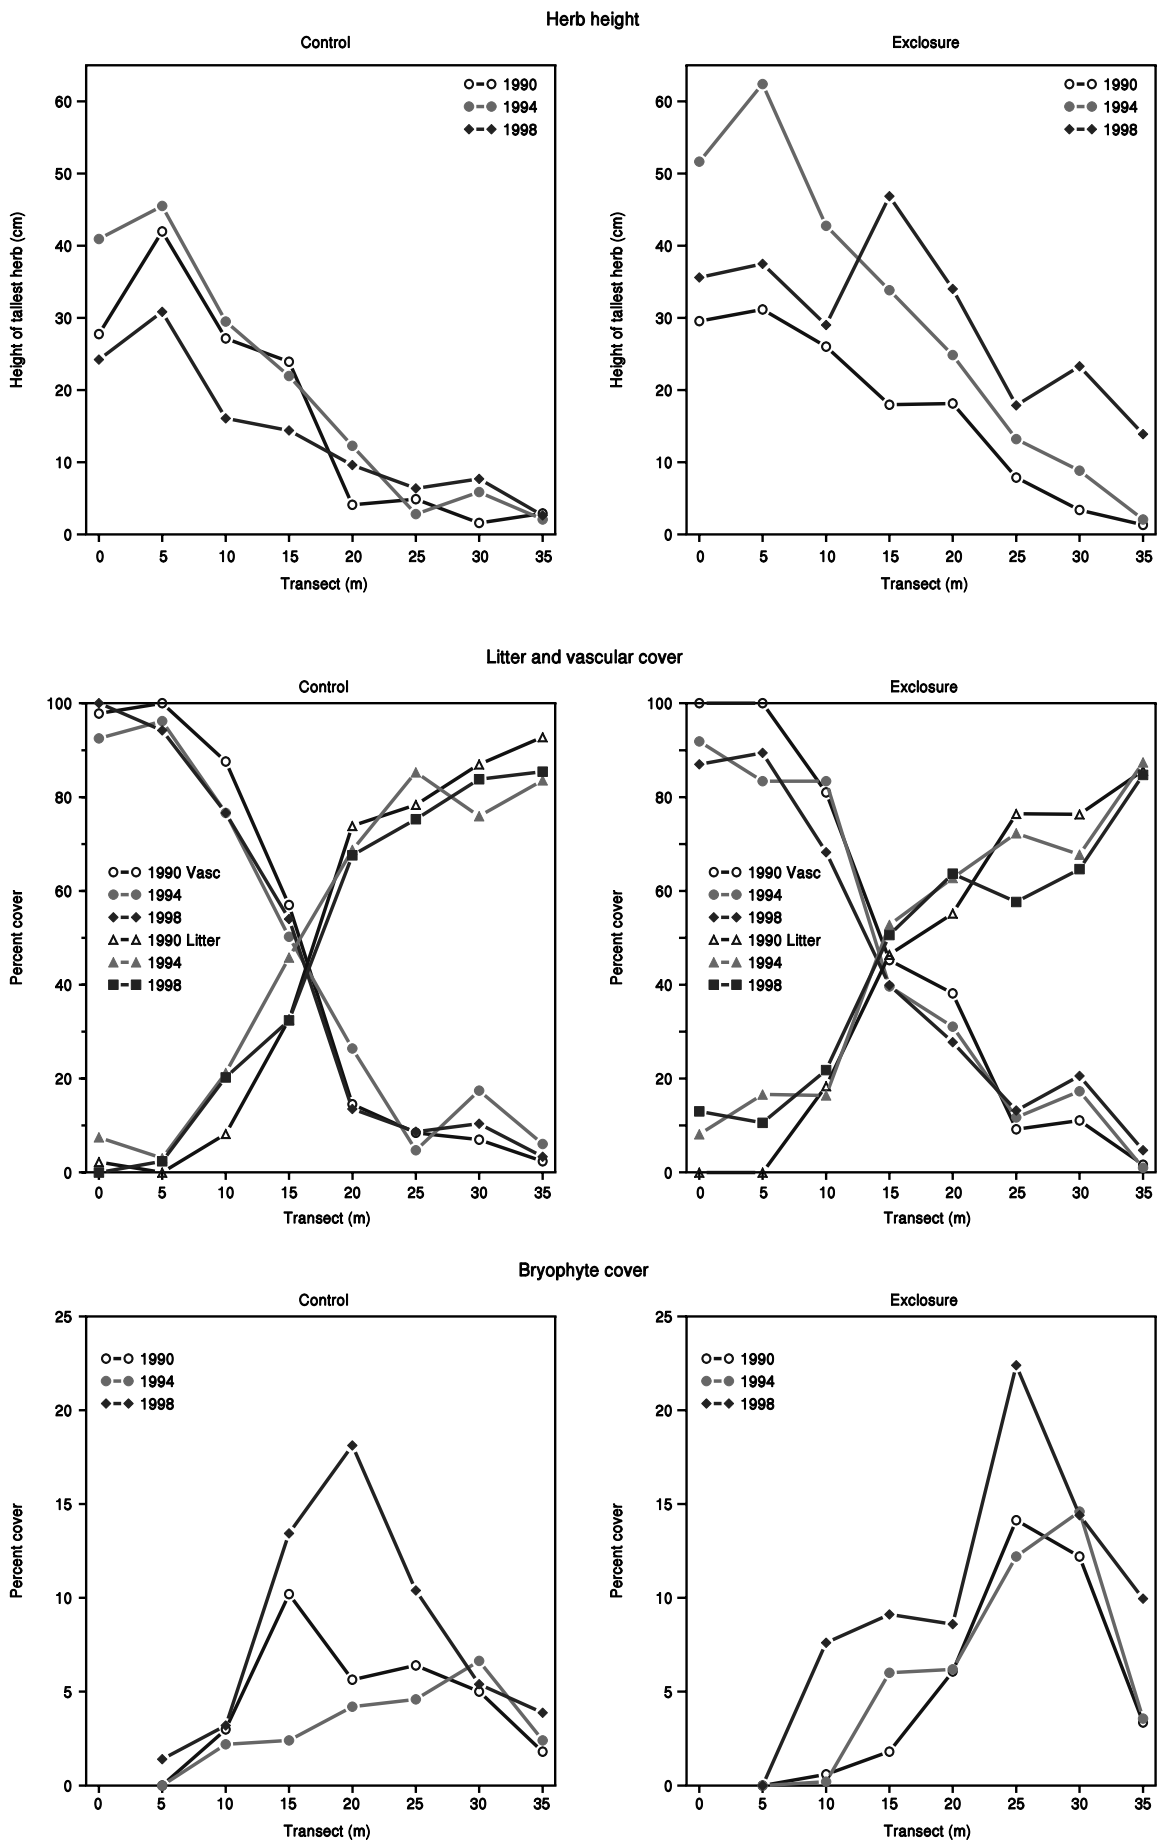 Herb height
Control
Exclosure
1990
1994
1998
1990
1994
1998
60
50
40
30
20
10
0
Height of tallest herb (cm)
0 5 10 15 20 25 30 35
Transect (m)
60
50
40
30
20
10
0
Height of tallest herb (cm)
0 5 10 15 20 25 30 35
Transect (m)
Litter and vascular cover
Control
Exclosure
100
80
60
40
20
0
Percent cover
1990 Vasc
1994
1998
1990 Litter
1994
1998
0 5 10 15 20 25 30 35
Transect (m)
100
80
60
40
20
0
Percent cover
1990 Vasc
1994
1998
1990 Litter
1994
1998
0 5 10 15 20 25 30 35
Transect (m)
Bryophyte cover
Control
Exclosure
25
20
15
10
5
0
Percent cover
1990
1994
1998
0 5 10 15 20 25 30 35
Transect (m)
25
20
15
10
5
0
Percent cover
1990
1994
1998
0 5 10 15 20 25 30 35
Transect (m)